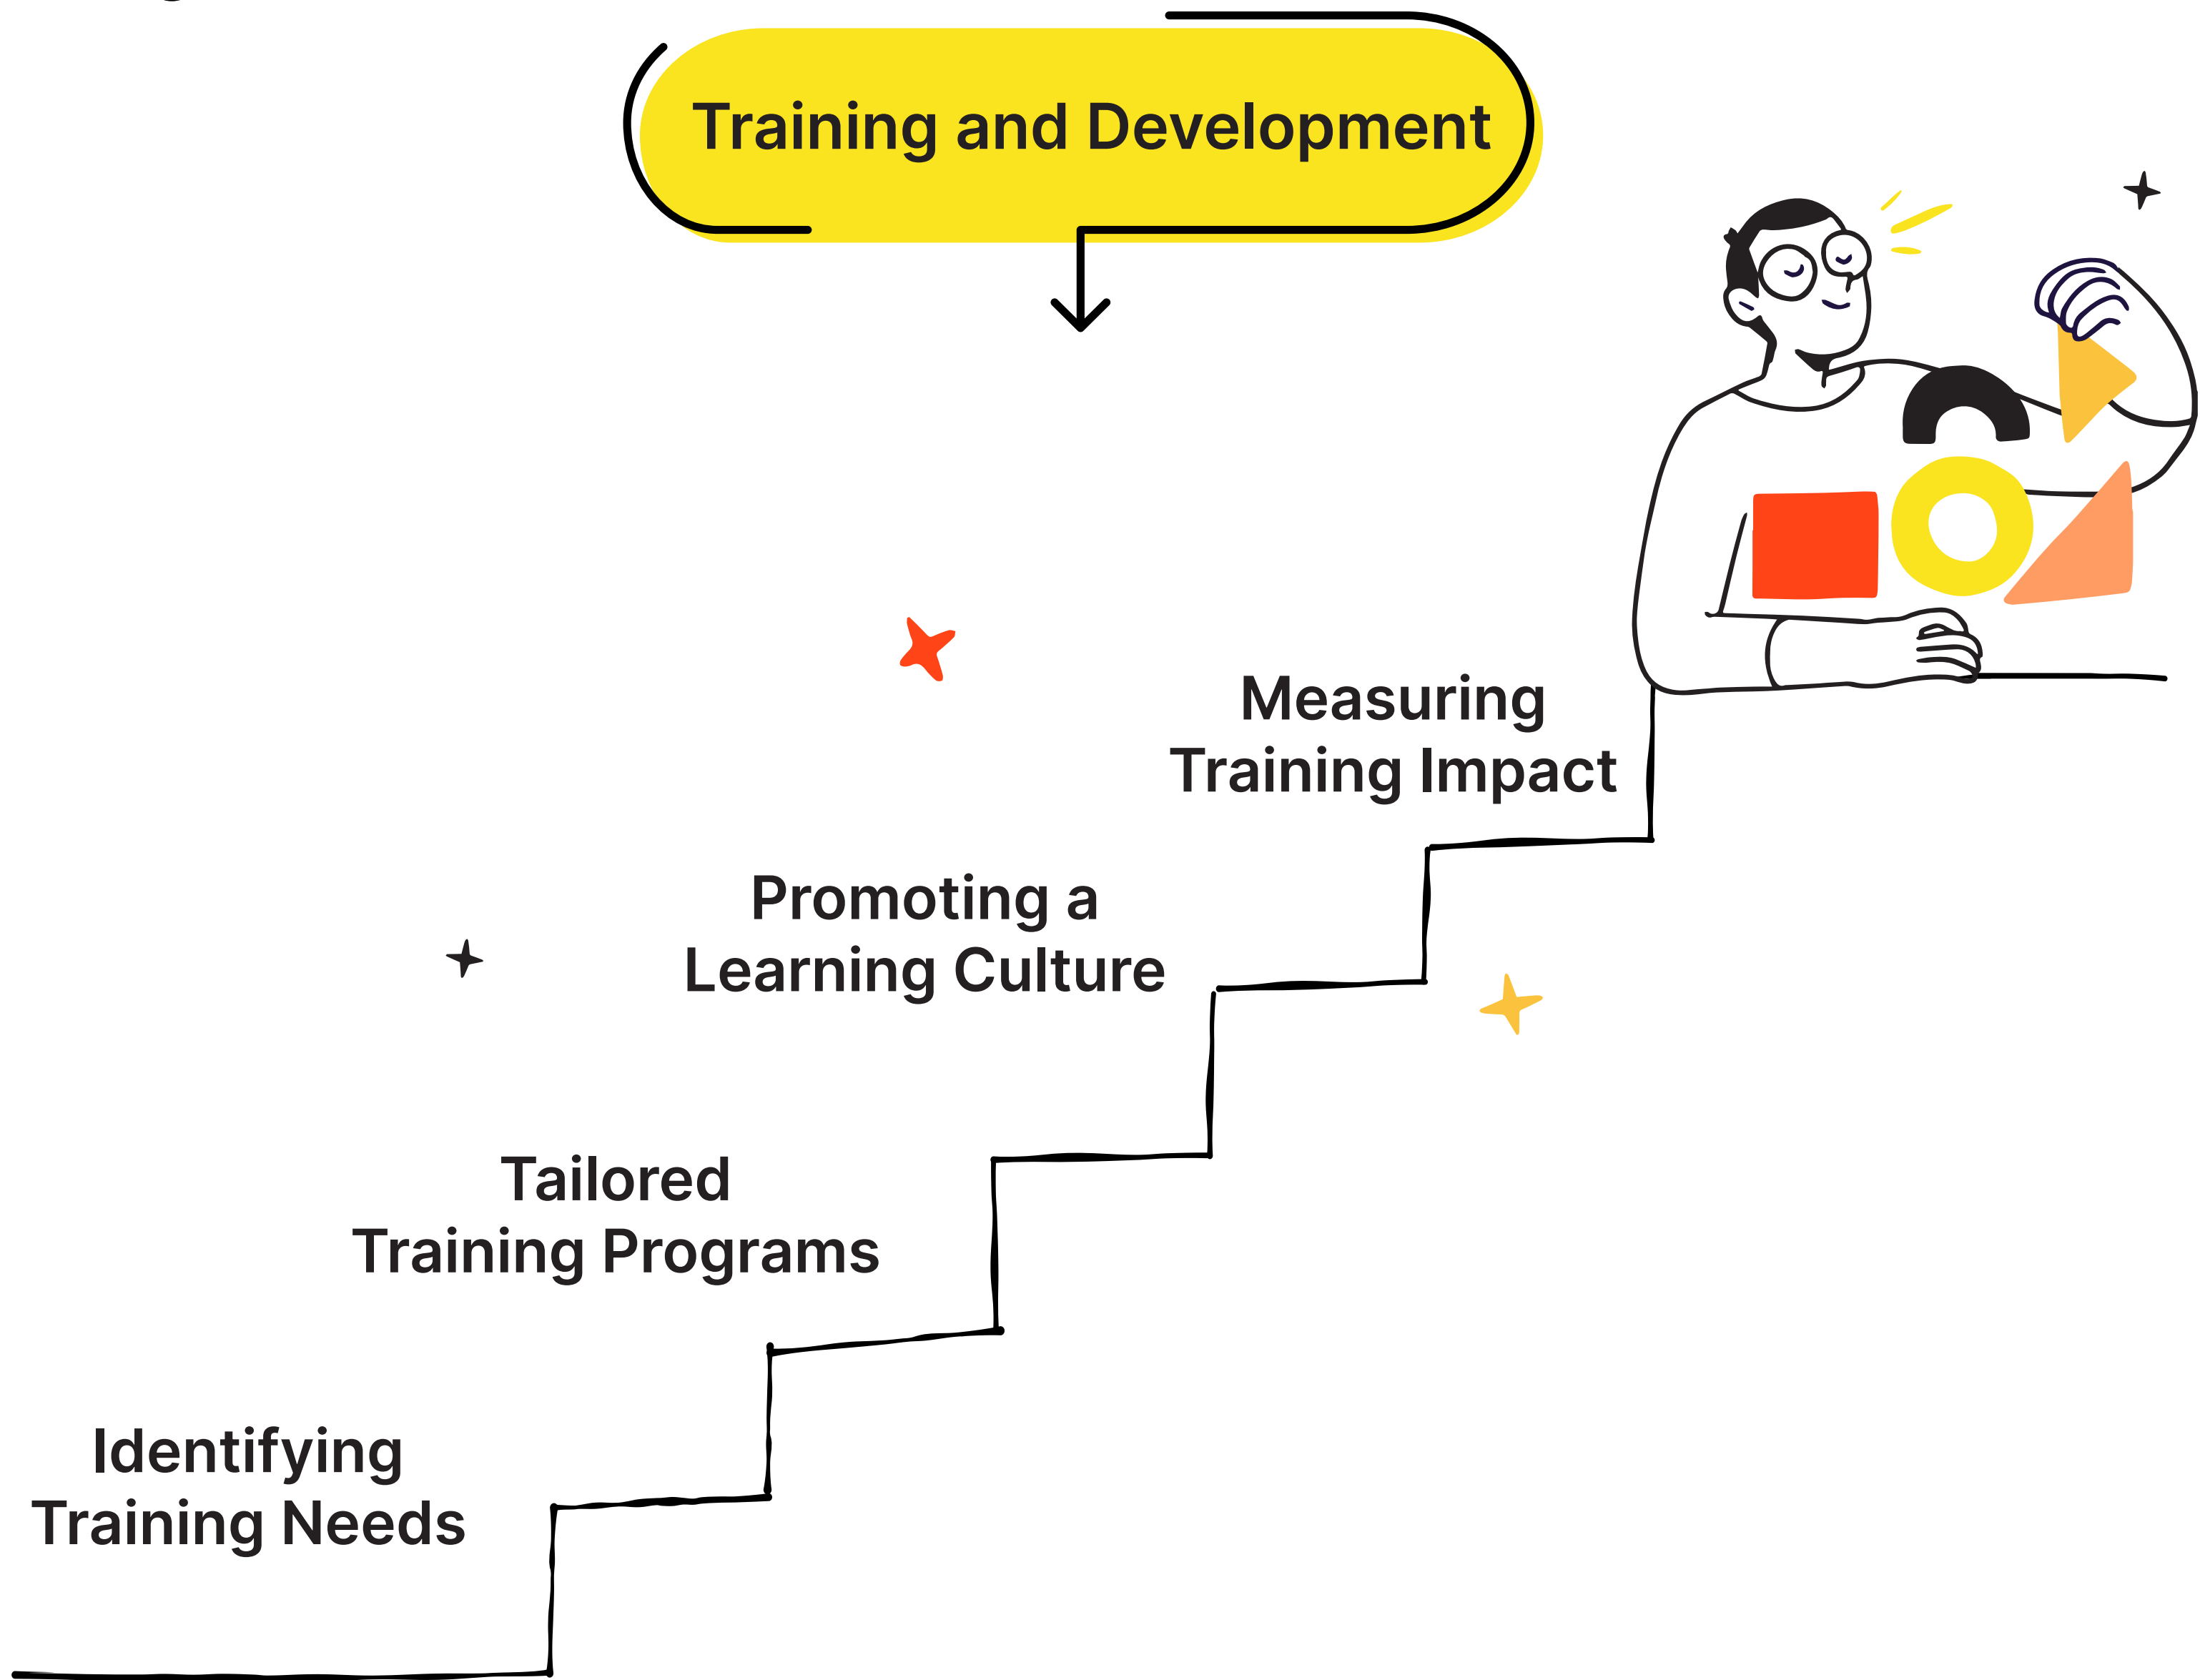 Training and Development
Measuring
Training Impact
Promoting a
Learning Culture
Tailored
Training Programs
Identifying
Training Needs